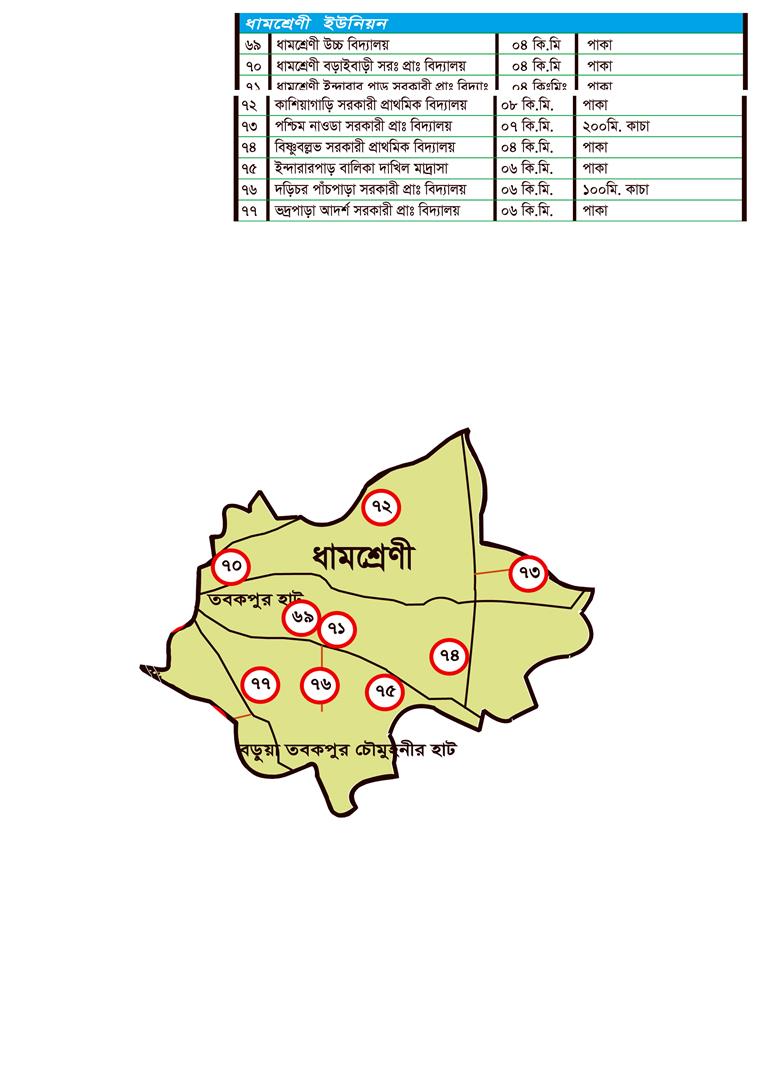 ধামশ্রেণী ইউনিয়ন
৬৯ ধামশ্রেণী উচ্চ বিদ্যালয় ০৪ কি.মি পাকা
৭০ ধামশ্রেণী বড়াইবাড়ী সরঃ প্রাঃ বিদ্যালয় ০৪ কি.মি পাকা
৭১ ধামশ্রেণী ইন্দারার পাড় সরকারী প্রাঃ বিদ্যাঃ ০৪ কিঃমিঃ পাকা
৭২ কাশিয়াগাড়ি সরকারী প্রাথমিক বিদ্যালয় ০৮ কি.মি. পাকা
৭৩ পশ্চিম নাওডা সরকারী প্রাঃ বিদ্যালয় ০৭ কি.মি. ২০০মি. কাচা
৭৪ বিষ্ণুবল্লভ সরকারী প্রাথমিক বিদ্যালয় ০৪ কি.মি. পাকা
৭৫ ইন্দারারপাড় বালিকা দাখিল মাদ্রাসা ০৬ কি.মি. পাকা
৭৬ দড়িচর পাঁচপাড়া সরকারী প্রাঃ বিদ্যালয় ০৬ কি.মি. ১০০মি. কাচা
৭৭ ভদ্রপাড়া আদর্শ সরকারী প্রাঃ বিদ্যালয় ০৬ কি.মি. পাকা
৭২
ধামশ্রেণী
৭০
৭৩
তবকপুর হাট
৬৯
৭১
৭৪
৭৭
৭৬
৭৫
বড়ুয়া তবকপুর চৌমুহনীর হাট